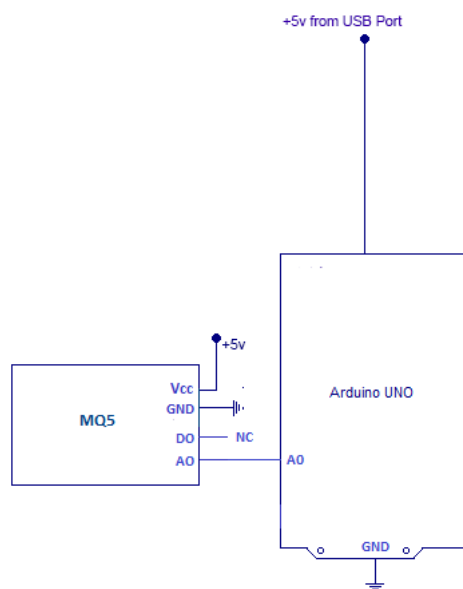 +5v from USB Port
+5v
Vcc
GND
MQ5
DO
NC
AO
A0
Arduino UNO
GND